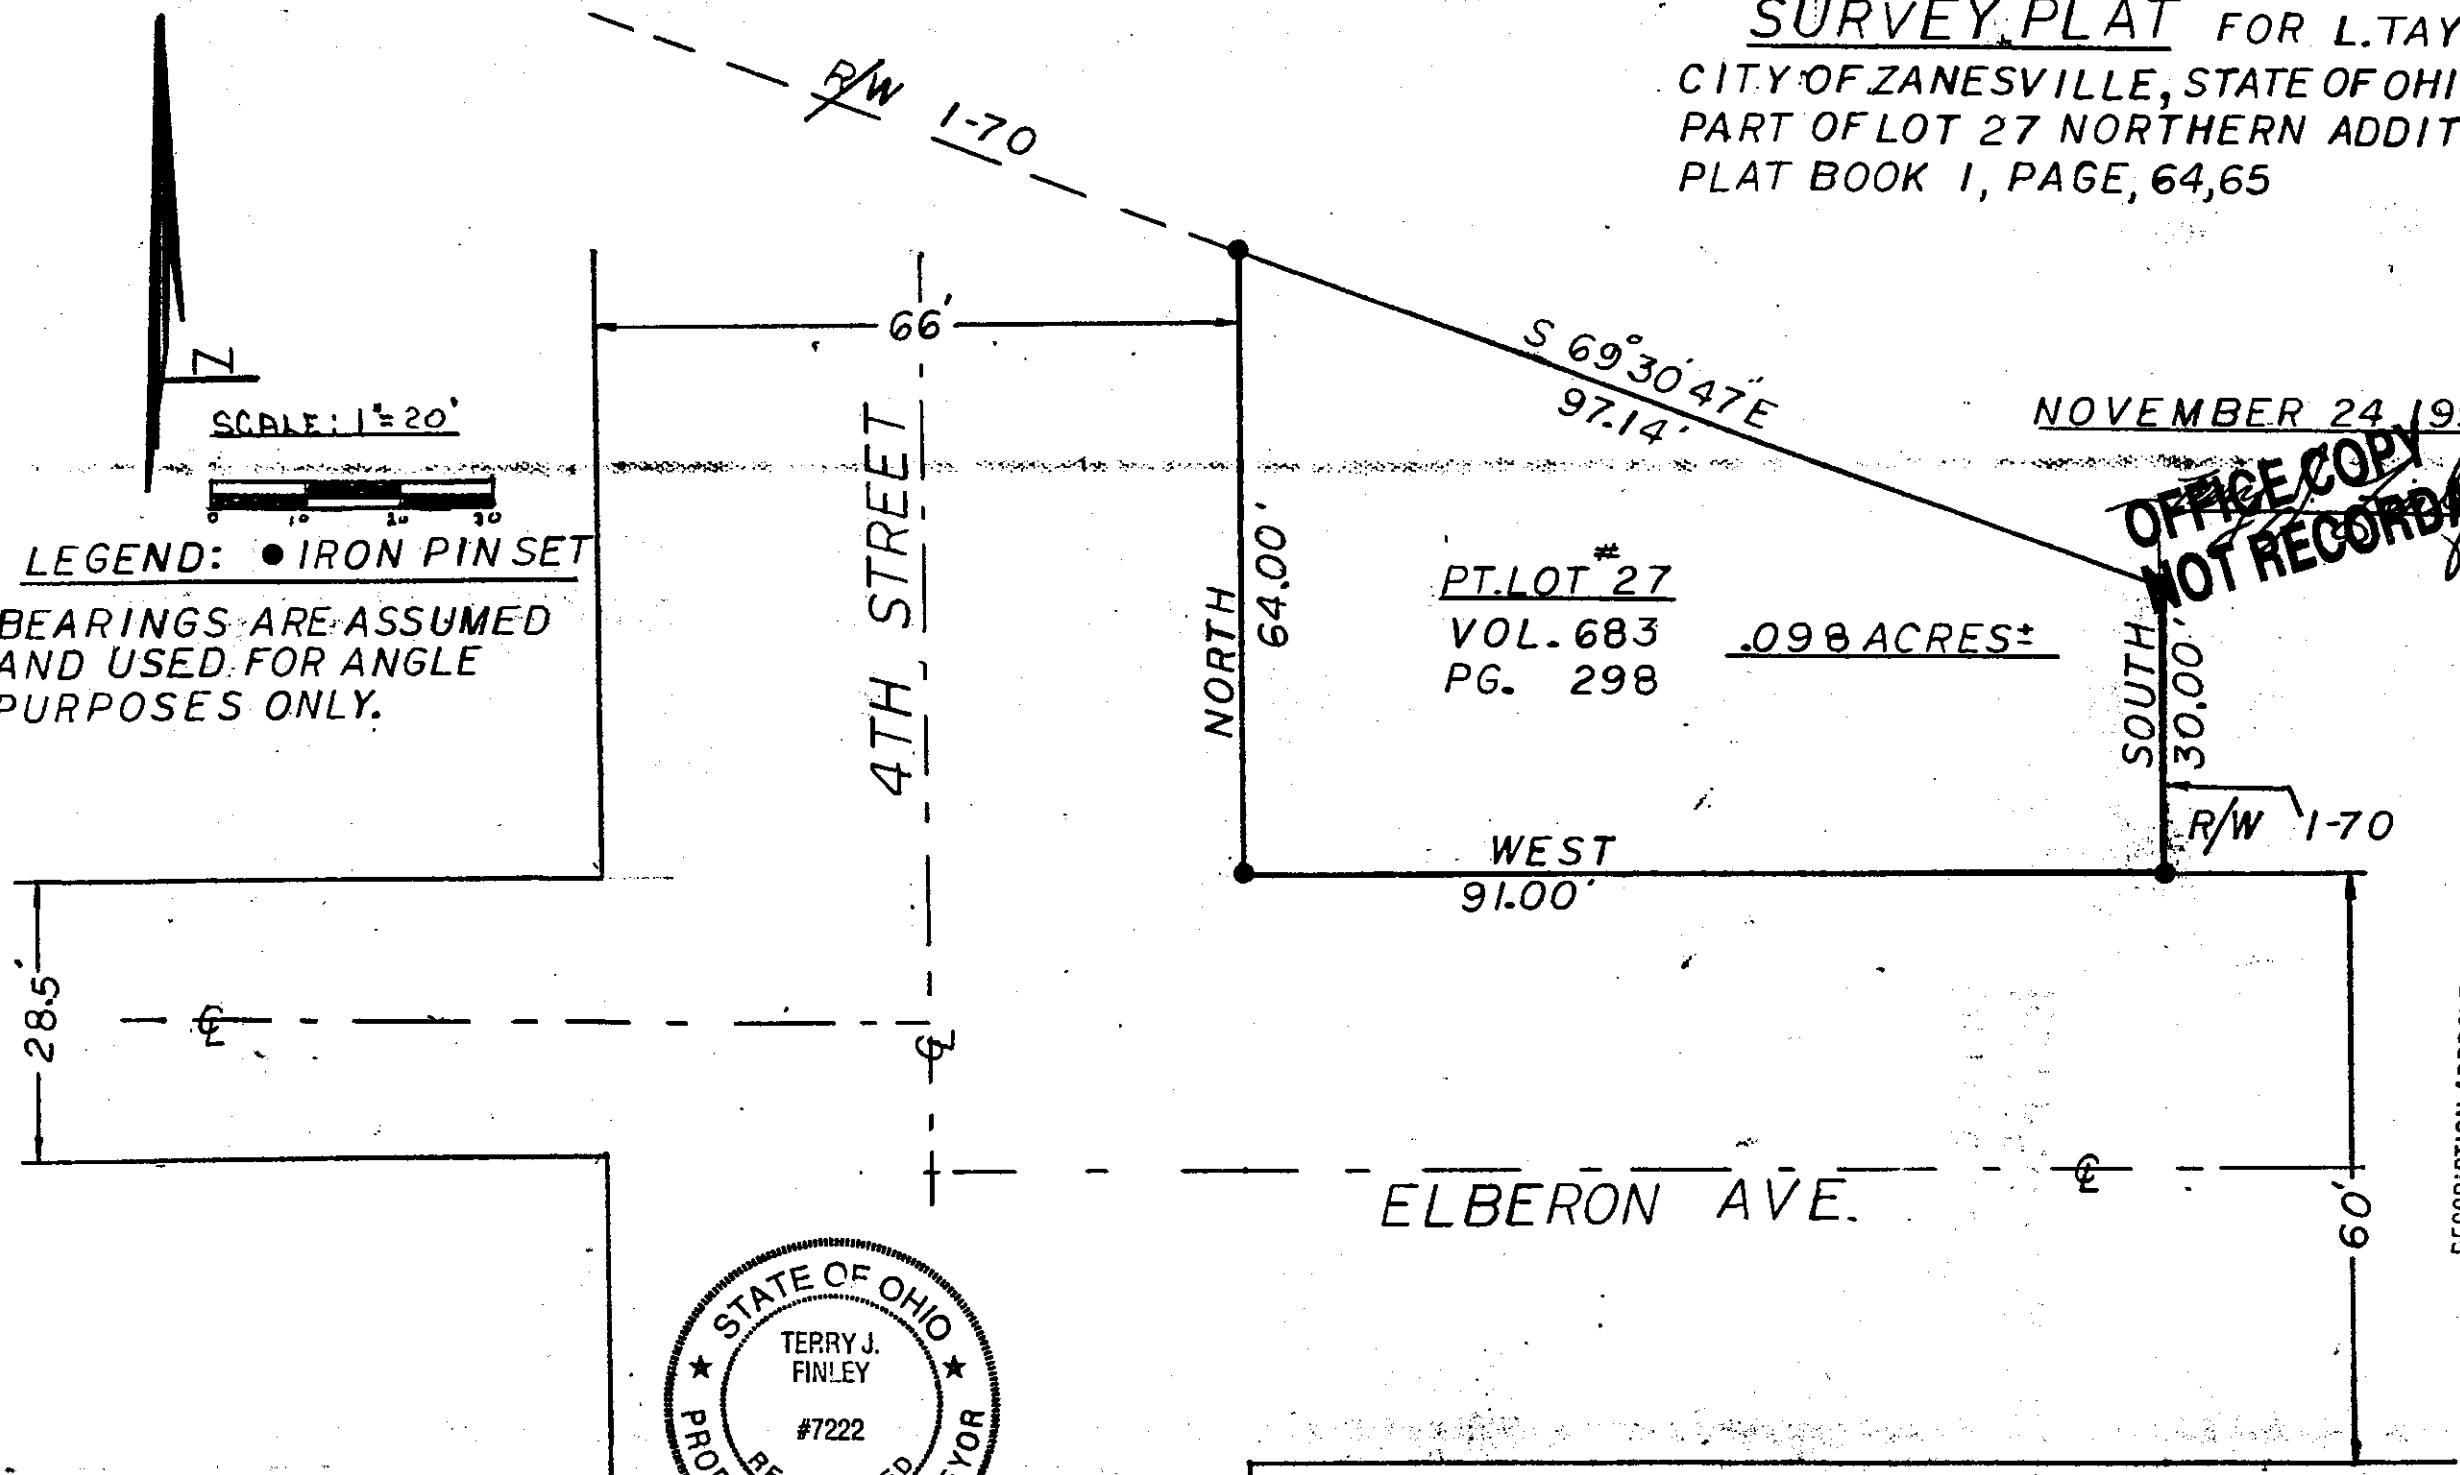 SURVEY PLAT FOR L. TAY
CITY OF ZANESVILLE, STATE OF OHI
PART OF LOT 27 NORTHERN ADDIT
PLAT BOOK 1, PAGE, 64,65
R/W I-70
66'
N
SCALE: 1"=20'
0 10 20 30
LEGEND: ● IRON PIN SET
BEARINGS ARE ASSUMED
AND USED FOR ANGLE
PURPOSES ONLY.
4TH STREET
S 69°30'47"E
97.14'
NOVEMBER 24 19
OFFICE COPY
NOT RECORDA
NORTH
64.00'
PT. LOT #27
VOL. 683
PG. 298
.098 ACRES±
SOUTH
30.00'
R/W I-70
WEST
91.00'
28.5'
℄
℄
℄
ELBERON AVE.
60'
STATE OF OHIO
TERRY J.
FINLEY
#7222